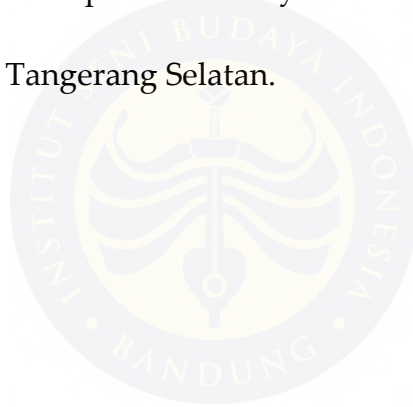 Tangerang Selatan.
INSTITUT SENI BUDAYA INDONESIA
• BANDUNG •